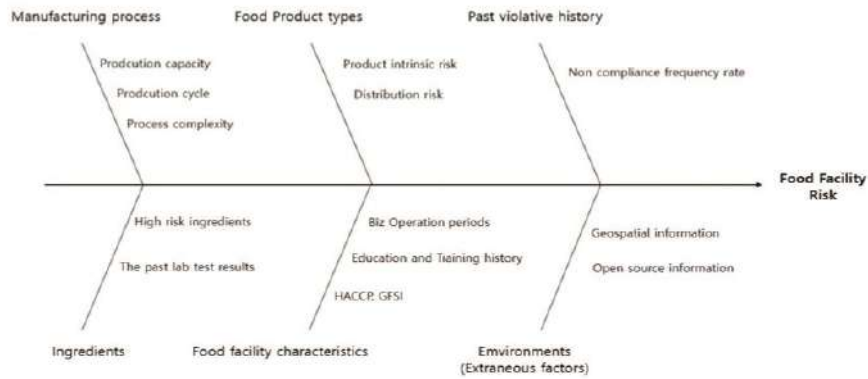 Manufacturing process
Food Product types
Past violative history
Prodcution capacity
Prodcution cycle
Process complexity
Product intrinsic risk
Distribution risk
Non compliance frequency rate
Food Facility
Risk
High risk ingredients
The past lab test results
Biz Operation periods
Education and Training history
HACCP, GFSI
Geospatial information
Open source information
Ingredients
Food facility characteristics
Emvironments
(Extraneous factors)